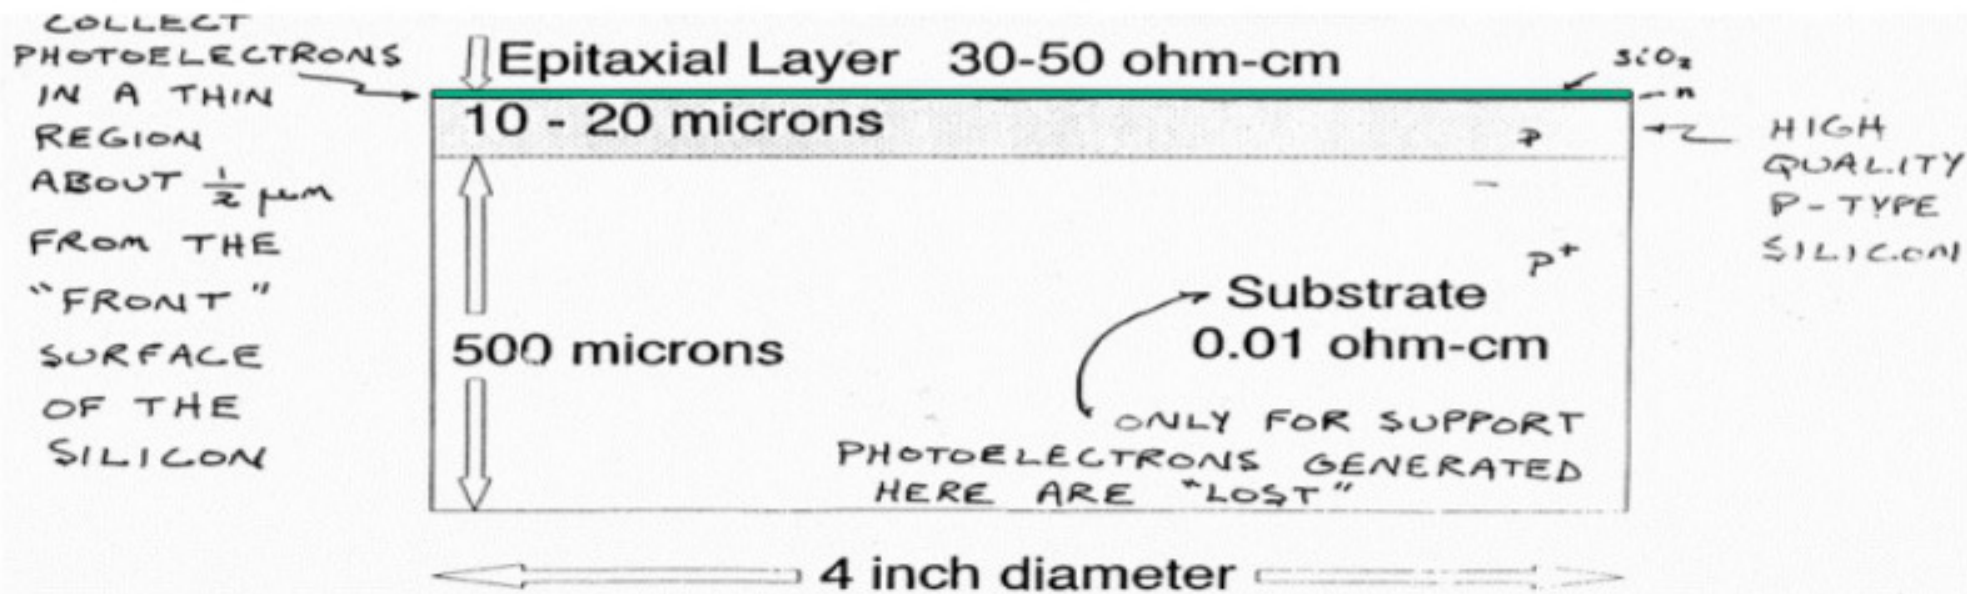 COLLECT
PHOTOELECTRONS
IN A THIN
REGION
ABOUT 1/2 μm
FROM THE
"FRONT"
SURFACE
OF THE
SILICON
Epitaxial Layer 30-50 ohm-cm
10 - 20 microns
500 microns
SiO₂
n
P
HIGH
QUALITY
P-TYPE
SILICON
P⁺
Substrate
0.01 ohm-cm
ONLY FOR SUPPORT
PHOTOELECTRONS GENERATED
HERE ARE "LOST"
4 inch diameter